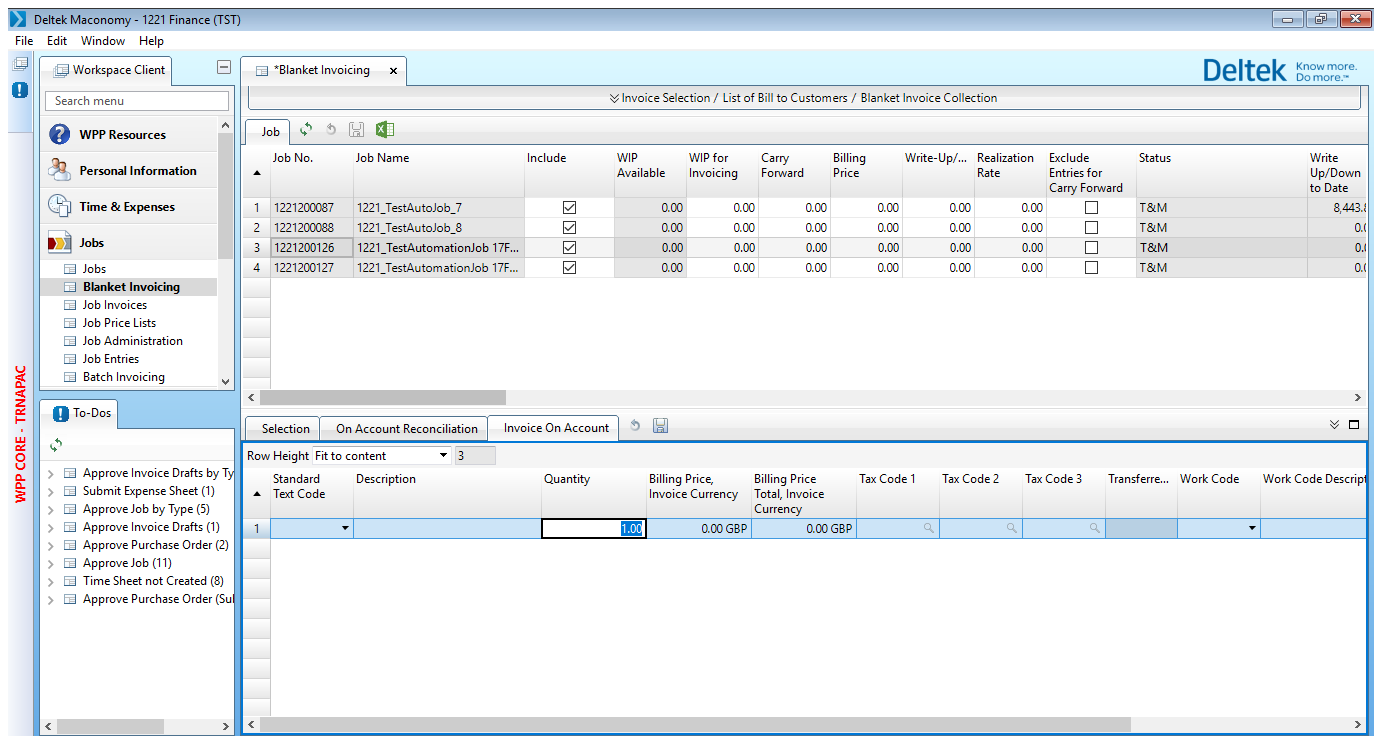 Deltek Maconomy - 1221 Finance (TST)
File Edit Window Help
Workspace Client
*Blanket Invoicing x
Deltek Know more. Do more.™
Search menu
Invoice Selection / List of Bill to Customers / Blanket Invoice Collection
WPP Resources
Personal Information
Time & Expenses
Jobs
Jobs
Blanket Invoicing
Job Invoices
Job Price Lists
Job Administration
Job Entries
Batch Invoicing
WPP CORE - TRNAPAC
To-Dos
Approve Invoice Drafts by Ty
Submit Expense Sheet (1)
Approve Job by Type (5)
Approve Invoice Drafts (1)
Approve Purchase Order (2)
Approve Job (11)
Time Sheet not Created (8)
Approve Purchase Order (Sul
Job
Job No. Job Name Include WIP Available WIP for Invoicing Carry Forward Billing Price Write-Up/... Realization Rate Exclude Entries for Carry Forward Status Write Up/Down to Date
1 1221200087 1221_TestAutoJob_7 0.00 0.00 0.00 0.00 0.00 0.00 T&M 8,443.8
2 1221200088 1221_TestAutoJob_8 0.00 0.00 0.00 0.00 0.00 0.00 T&M 0.0
3 1221200126 1221_TestAutomationJob 17F... 0.00 0.00 0.00 0.00 0.00 0.00 T&M 0.0
4 1221200127 1221_TestAutomationJob 17F... 0.00 0.00 0.00 0.00 0.00 0.00 T&M 0.0
Selection On Account Reconciliation Invoice On Account
Row Height Fit to content 3
Standard Text Code Description Quantity Billing Price, Invoice Currency Billing Price Total, Invoice Currency Tax Code 1 Tax Code 2 Tax Code 3 Transferre... Work Code Work Code Descript
1 1.00 0.00 GBP 0.00 GBP